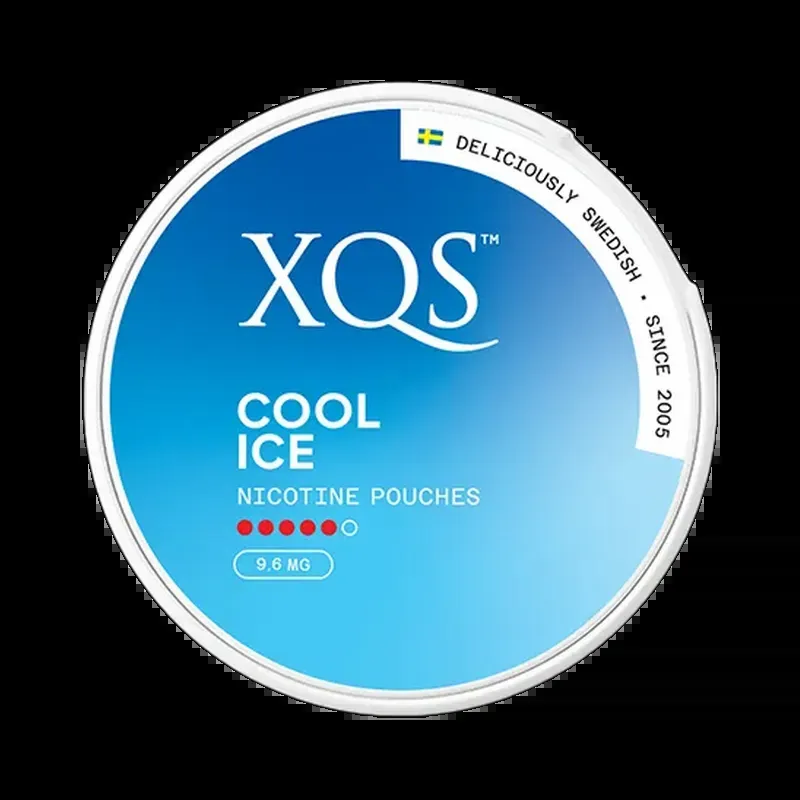 DELICIOUSLY SWEDISH • SINCE 2005
XQS™
COOL
ICE
NICOTINE POUCHES
9,6 MG